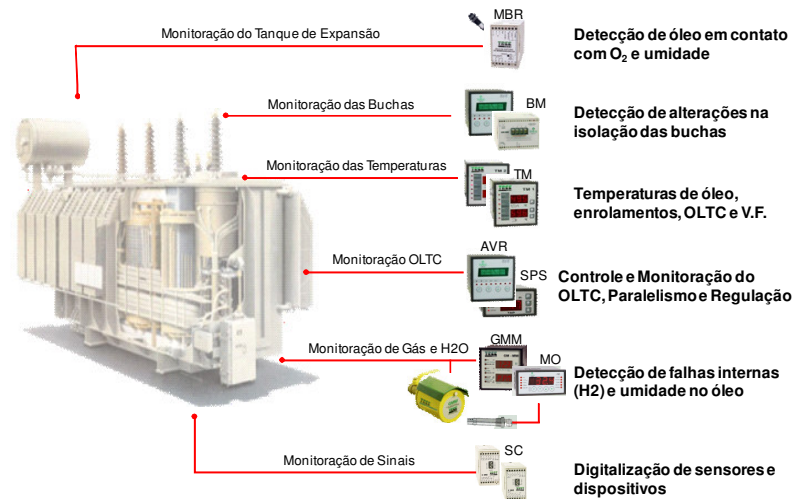 MBR
Monitoração do Tanque de Expansão
Detecção de óleo em contato
com O₂ e umidade
Monitoração das Buchas
BM
Detecção de alterações na
isolação das buchas
Monitoração das Temperaturas
TM
Temperaturas de óleo,
enrolamentos, OLTC e V.F.
Monitoração OLTC
AVR
SPS
Controle e Monitoração do
OLTC, Paralelismo e Regulação
Monitoração de Gás e H2O
GMM
MO
Detecção de falhas internas
(H2) e umidade no óleo
Monitoração de Sinais
SC
Digitalização de sensores e
dispositivos